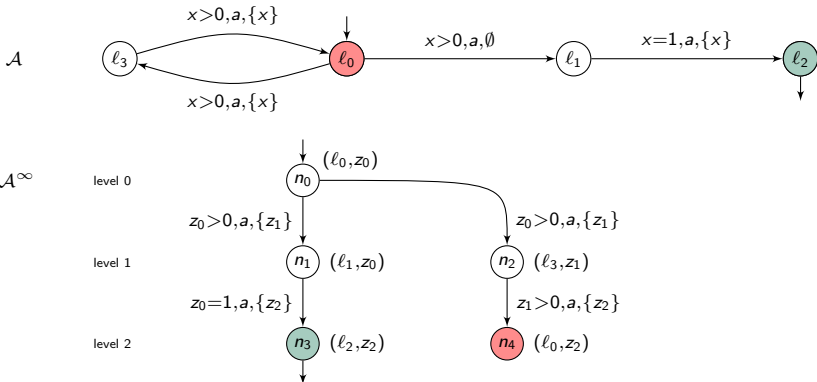 x>0,a,{x}
𝒜 ℓ₃ ℓ₀ x>0,a,∅ ℓ₁ x=1,a,{x} ℓ₂
x>0,a,{x}
𝒜^∞ level 0 n₀ (ℓ₀,z₀)
z₀>0,a,{z₁} z₀>0,a,{z₁}
level 1 n₁ (ℓ₁,z₀) n₂ (ℓ₃,z₁)
z₀=1,a,{z₂} z₁>0,a,{z₂}
level 2 n₃ (ℓ₂,z₂) n₄ (ℓ₀,z₂)